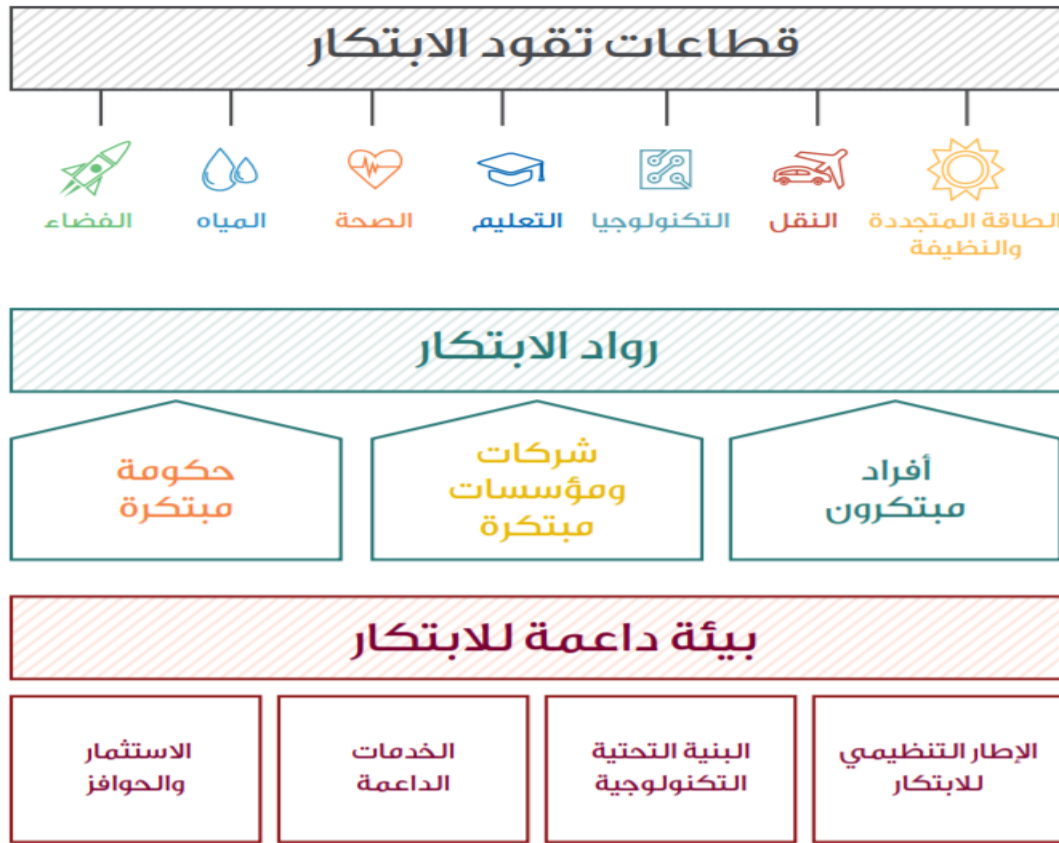 قطاعات تقود الابتكار
الطاقة المتجددة
والنظيفة
النقل
التكنولوجيا
التعليم
الصحة
المياه
الفضاء
رواد الابتكار
أفراد
مبتكرون
شركات
ومؤسسات
مبتكرة
حكومة
مبتكرة
بيئة داعمة للابتكار
الإطار التنظيمي
للابتكار
البنية التحتية
التكنولوجية
الخدمات
الداعمة
الاستثمار
والحوافز